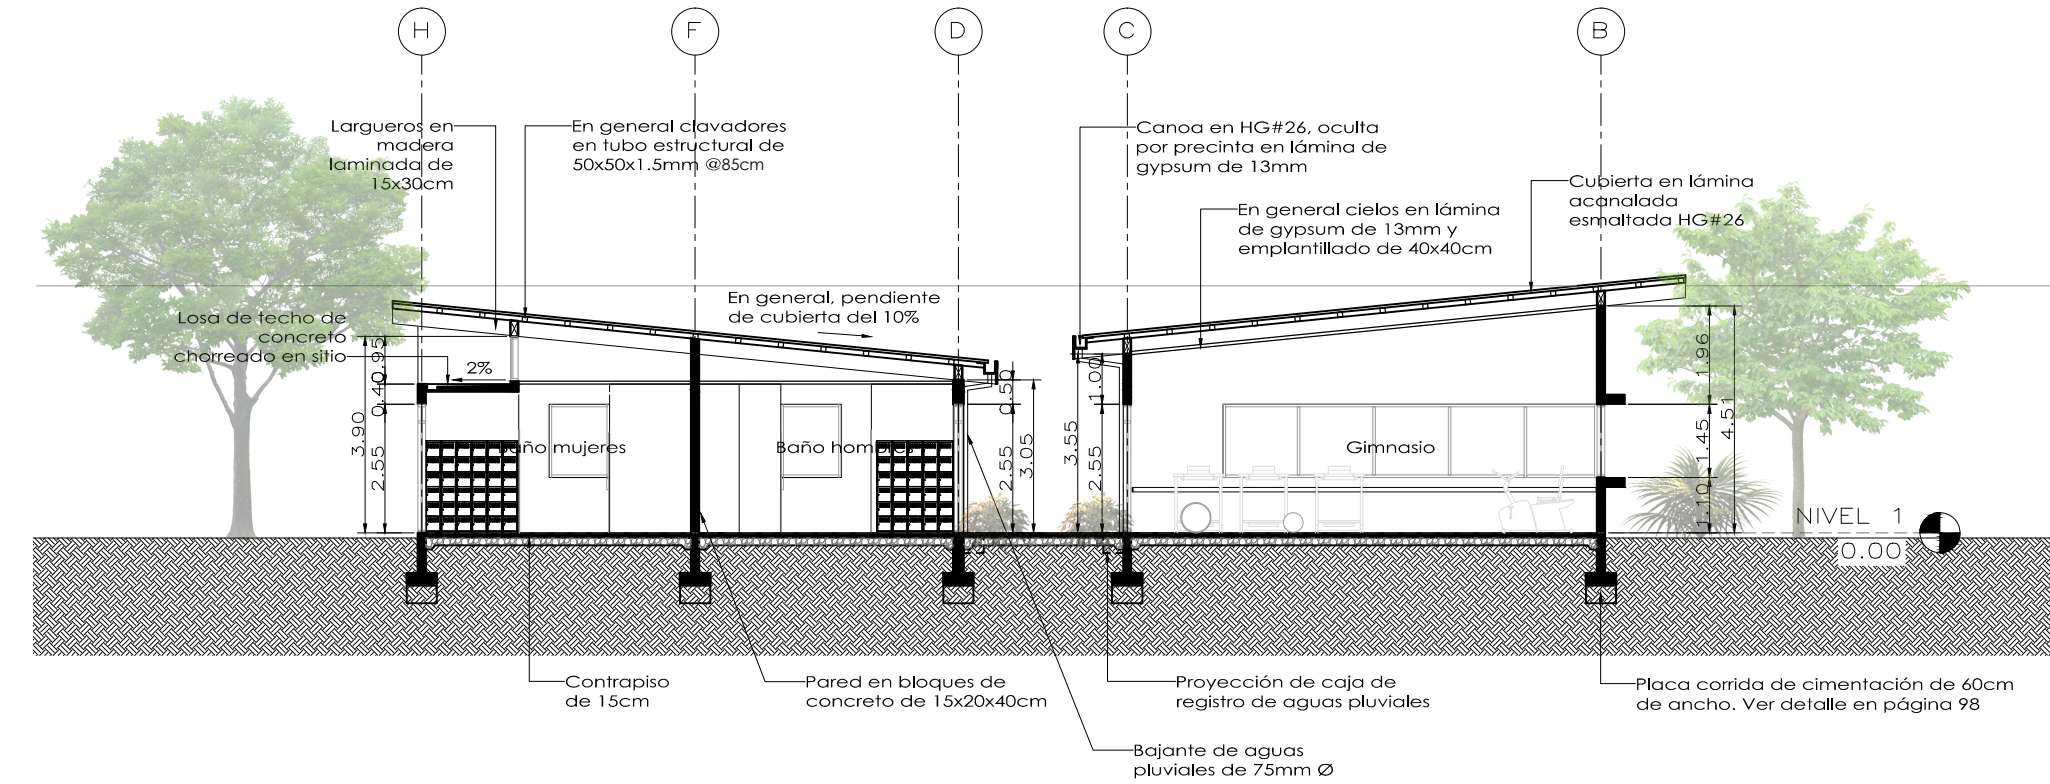 H
F
D
C
B
Largueros en
madera
laminada de
15x30cm
En general clavadores
en tubo estructural de
50x50x1.5mm @85cm
Canoa en HG#26, oculta
por precinta en lámina de
gypsum de 13mm
En general cielos en lámina
de gypsum de 13mm y
emplantillado de 40x40cm
Cubierta en lámina
acanalada
esmaltada HG#26
Losa de techo de
concreto
chorreado en sitio
En general, pendiente
de cubierta del 10%
2%
3.90
0.95
0.40
2.55
Baño mujeres
Baño hombres
0.50
2.55
3.05
3.55
1.00
2.55
Gimnasio
1.96
1.45
1.10
4.51
NIVEL 1
0.00
Contrapiso
de 15cm
Pared en bloques de
concreto de 15x20x40cm
Proyección de caja de
registro de aguas pluviales
Placa corrida de cimentación de 60cm
de ancho. Ver detalle en página 98
Bajante de aguas
pluviales de 75mm Ø